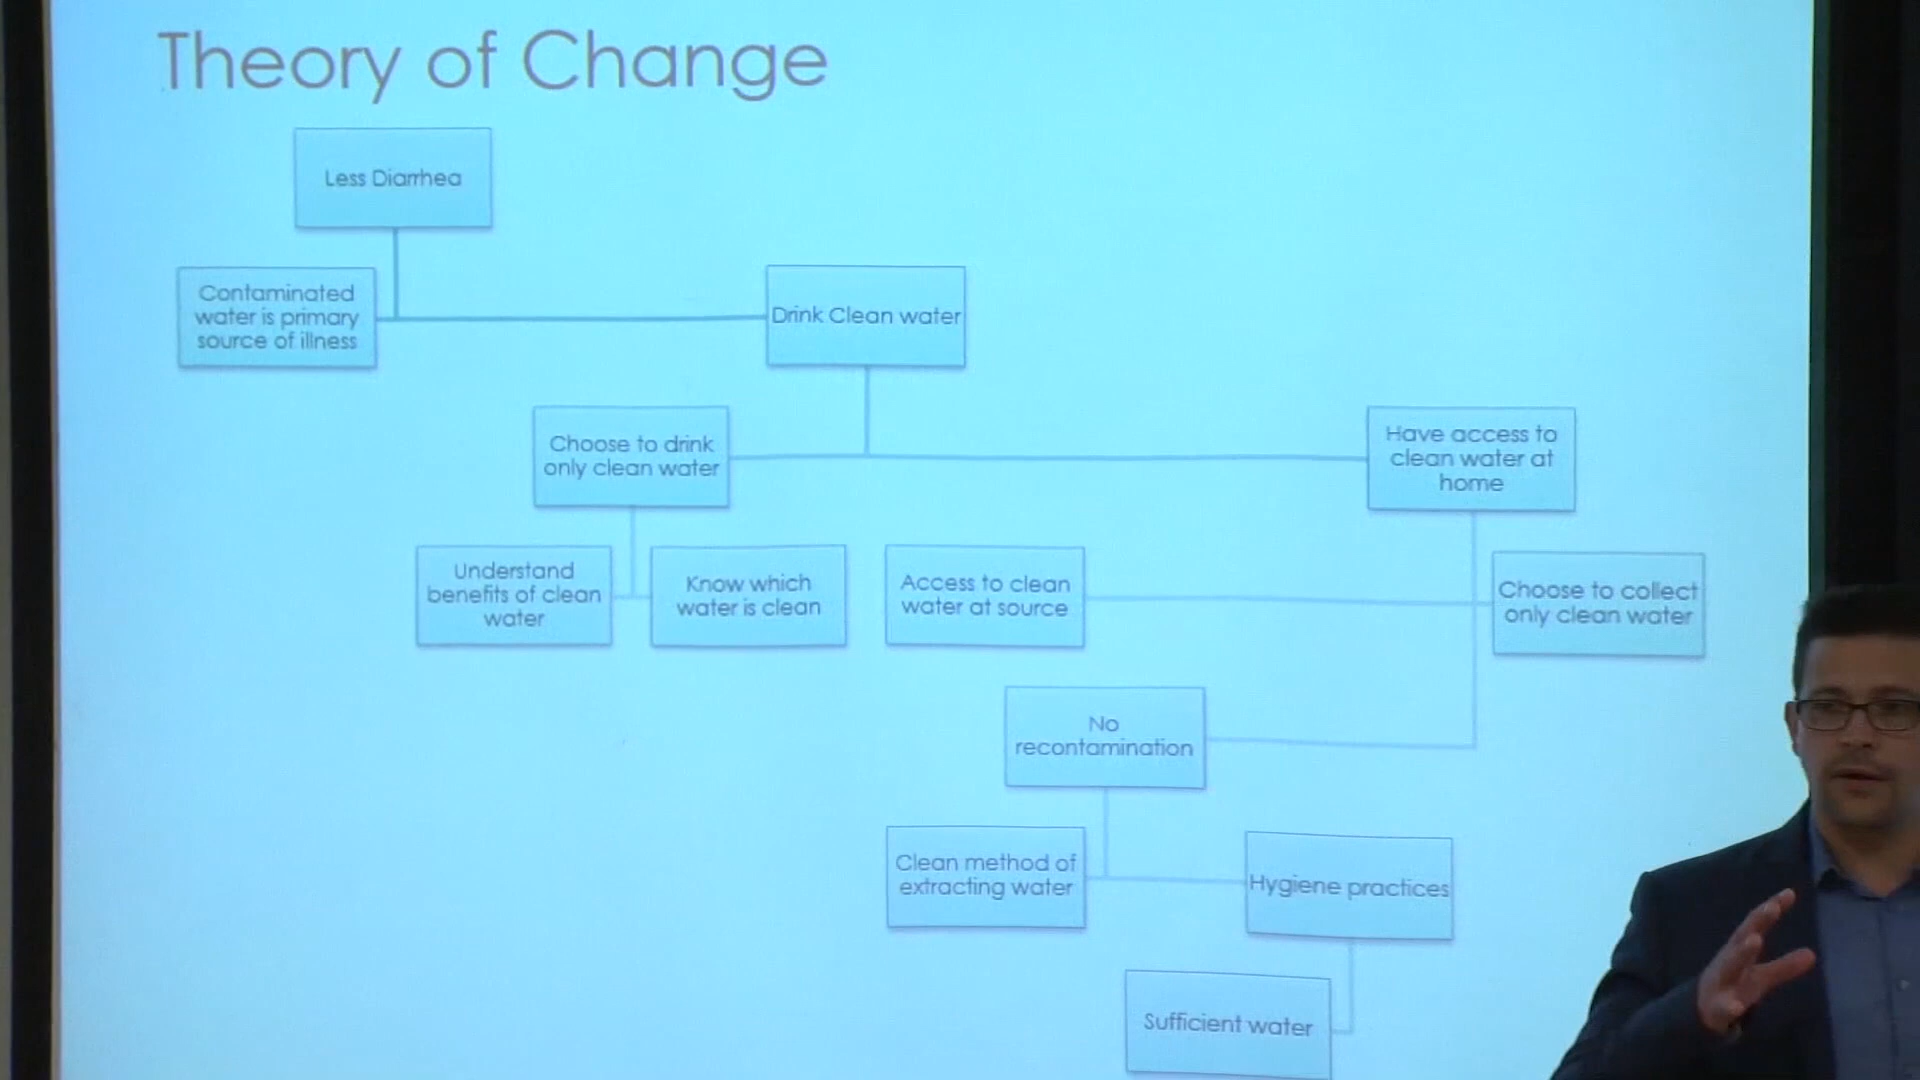 Theory of Change
Less Diarrhea
Contaminated
water is primary
source of illness
Drink Clean water
Choose to drink
only clean water
Have access to
clean water at
home
Understand
benefits of clean
water
Know which
water is clean
Access to clean
water at source
Choose to collect
only clean water
No
recontamination
Clean method of
extracting water
Hygiene practices
Sufficient water